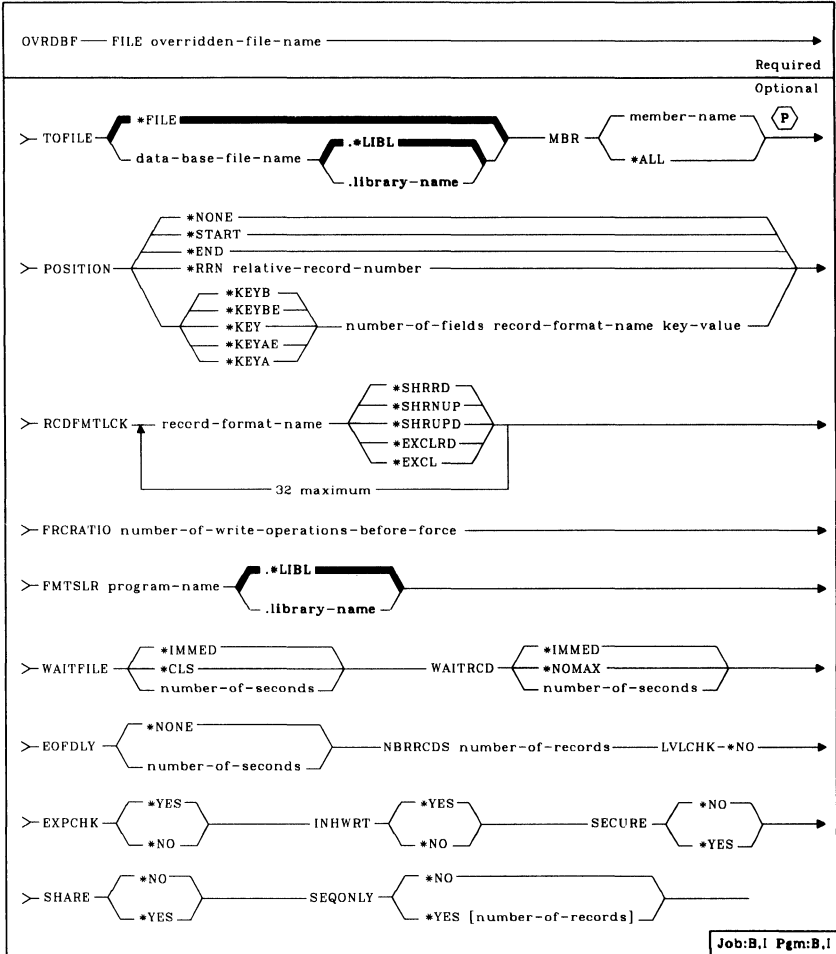 OVRDBF FILE overridden-file-name
Required
Optional
*FILE member-name P
TOFILE .*LIBL MBR
data-base-file-name *ALL
.library-name
*NONE
*START
*END
POSITION *RRN relative-record-number
*KEYB
*KEYBE
*KEY number-of-fields record-format-name key-value
*KEYAE
*KEYA
*SHRRD
*SHRNUP
RCDFMTLCK record-format-name *SHRUPD
*EXCLRD
*EXCL
32 maximum
FRCRATIO number-of-write-operations-before-force
.*LIBL
FMTSLR program-name
.library-name
*IMMED *IMMED
WAITFILE *CLS WAITRCD *NOMAX
number-of-seconds number-of-seconds
*NONE
EOFDLY NBRRCDS number-of-records LVLCHK-*NO
number-of-seconds
*YES *YES *NO
EXPCHK INHWRT SECURE
*NO *NO *YES
*NO *NO
SHARE SEQONLY
*YES *YES [number-of-records]
Job:B,I Pgm:B,I